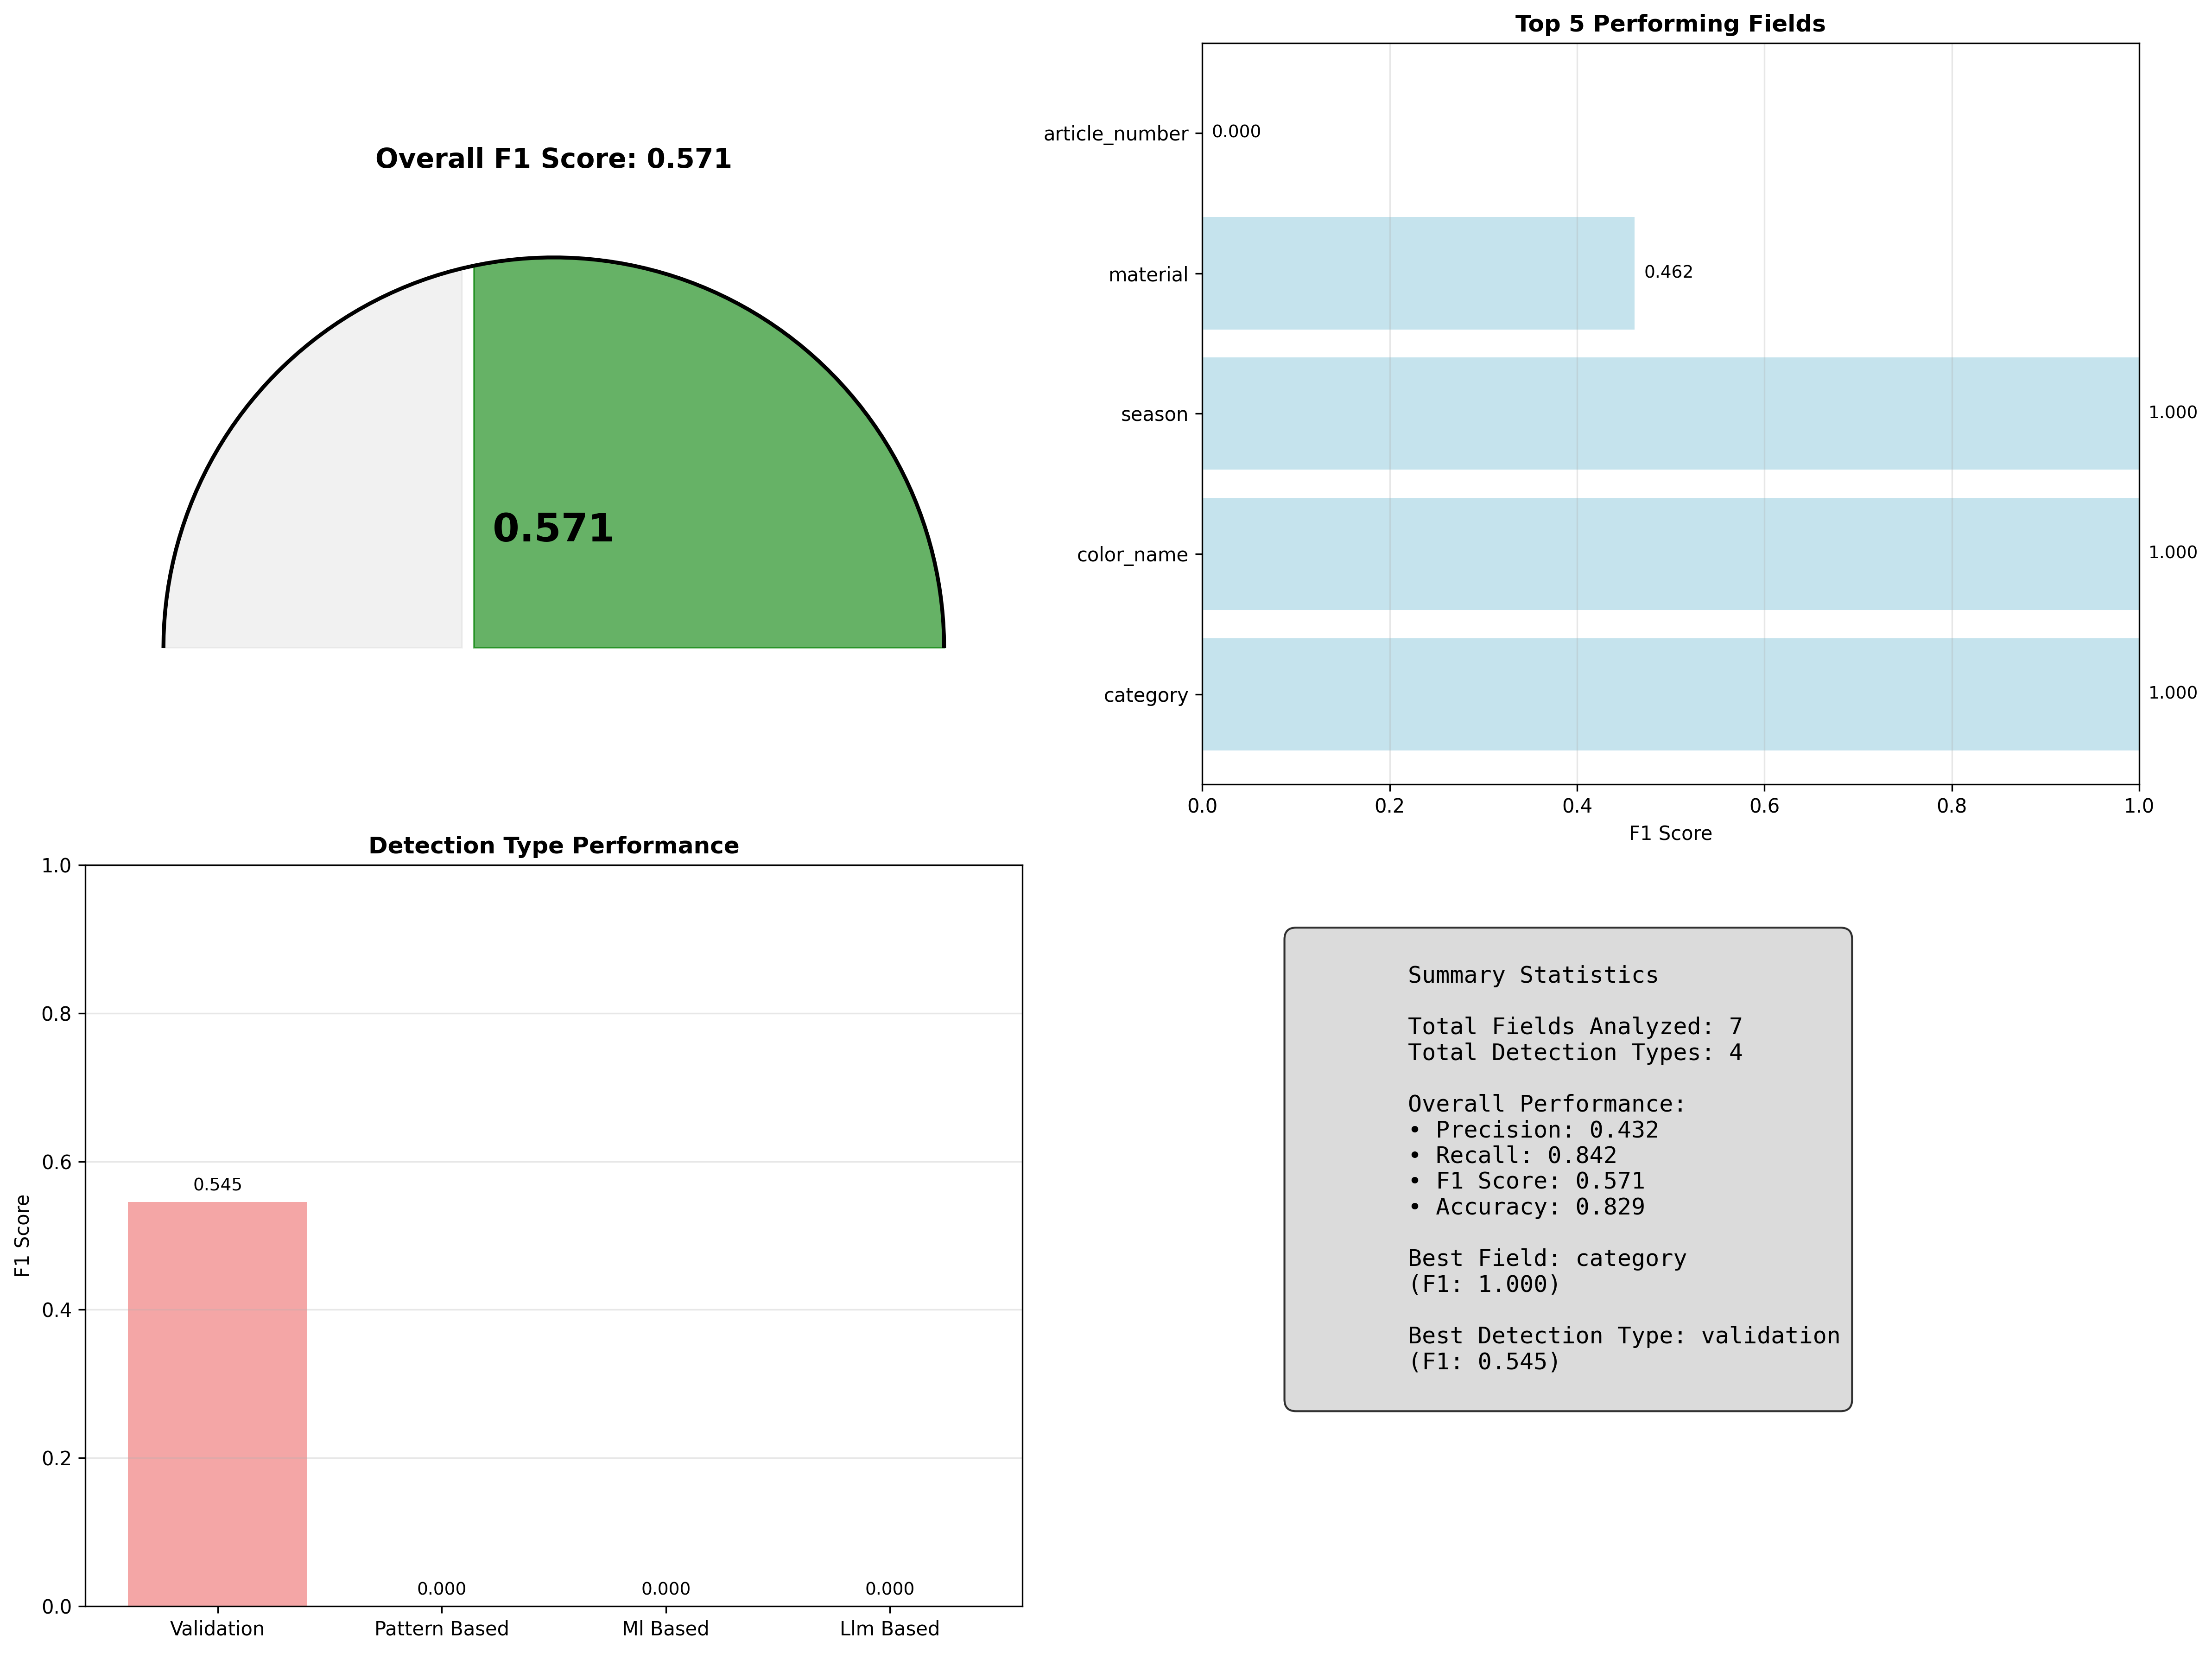 Overall F1 Score: 0.571
0.571
Top 5 Performing Fields
article_number
0.000
material
0.462
season
1.000
color_name
1.000
category
1.000
0.0
0.2
0.4
0.6
0.8
1.0
F1 Score
Detection Type Performance
1.0
0.8
0.6
0.4
0.2
0.0
F1 Score
0.545
0.000
0.000
0.000
Validation
Pattern Based
Ml Based
Llm Based
Summary Statistics
Total Fields Analyzed: 7
Total Detection Types: 4
Overall Performance:
• Precision: 0.432
• Recall: 0.842
• F1 Score: 0.571
• Accuracy: 0.829
Best Field: category
(F1: 1.000)
Best Detection Type: validation
(F1: 0.545)